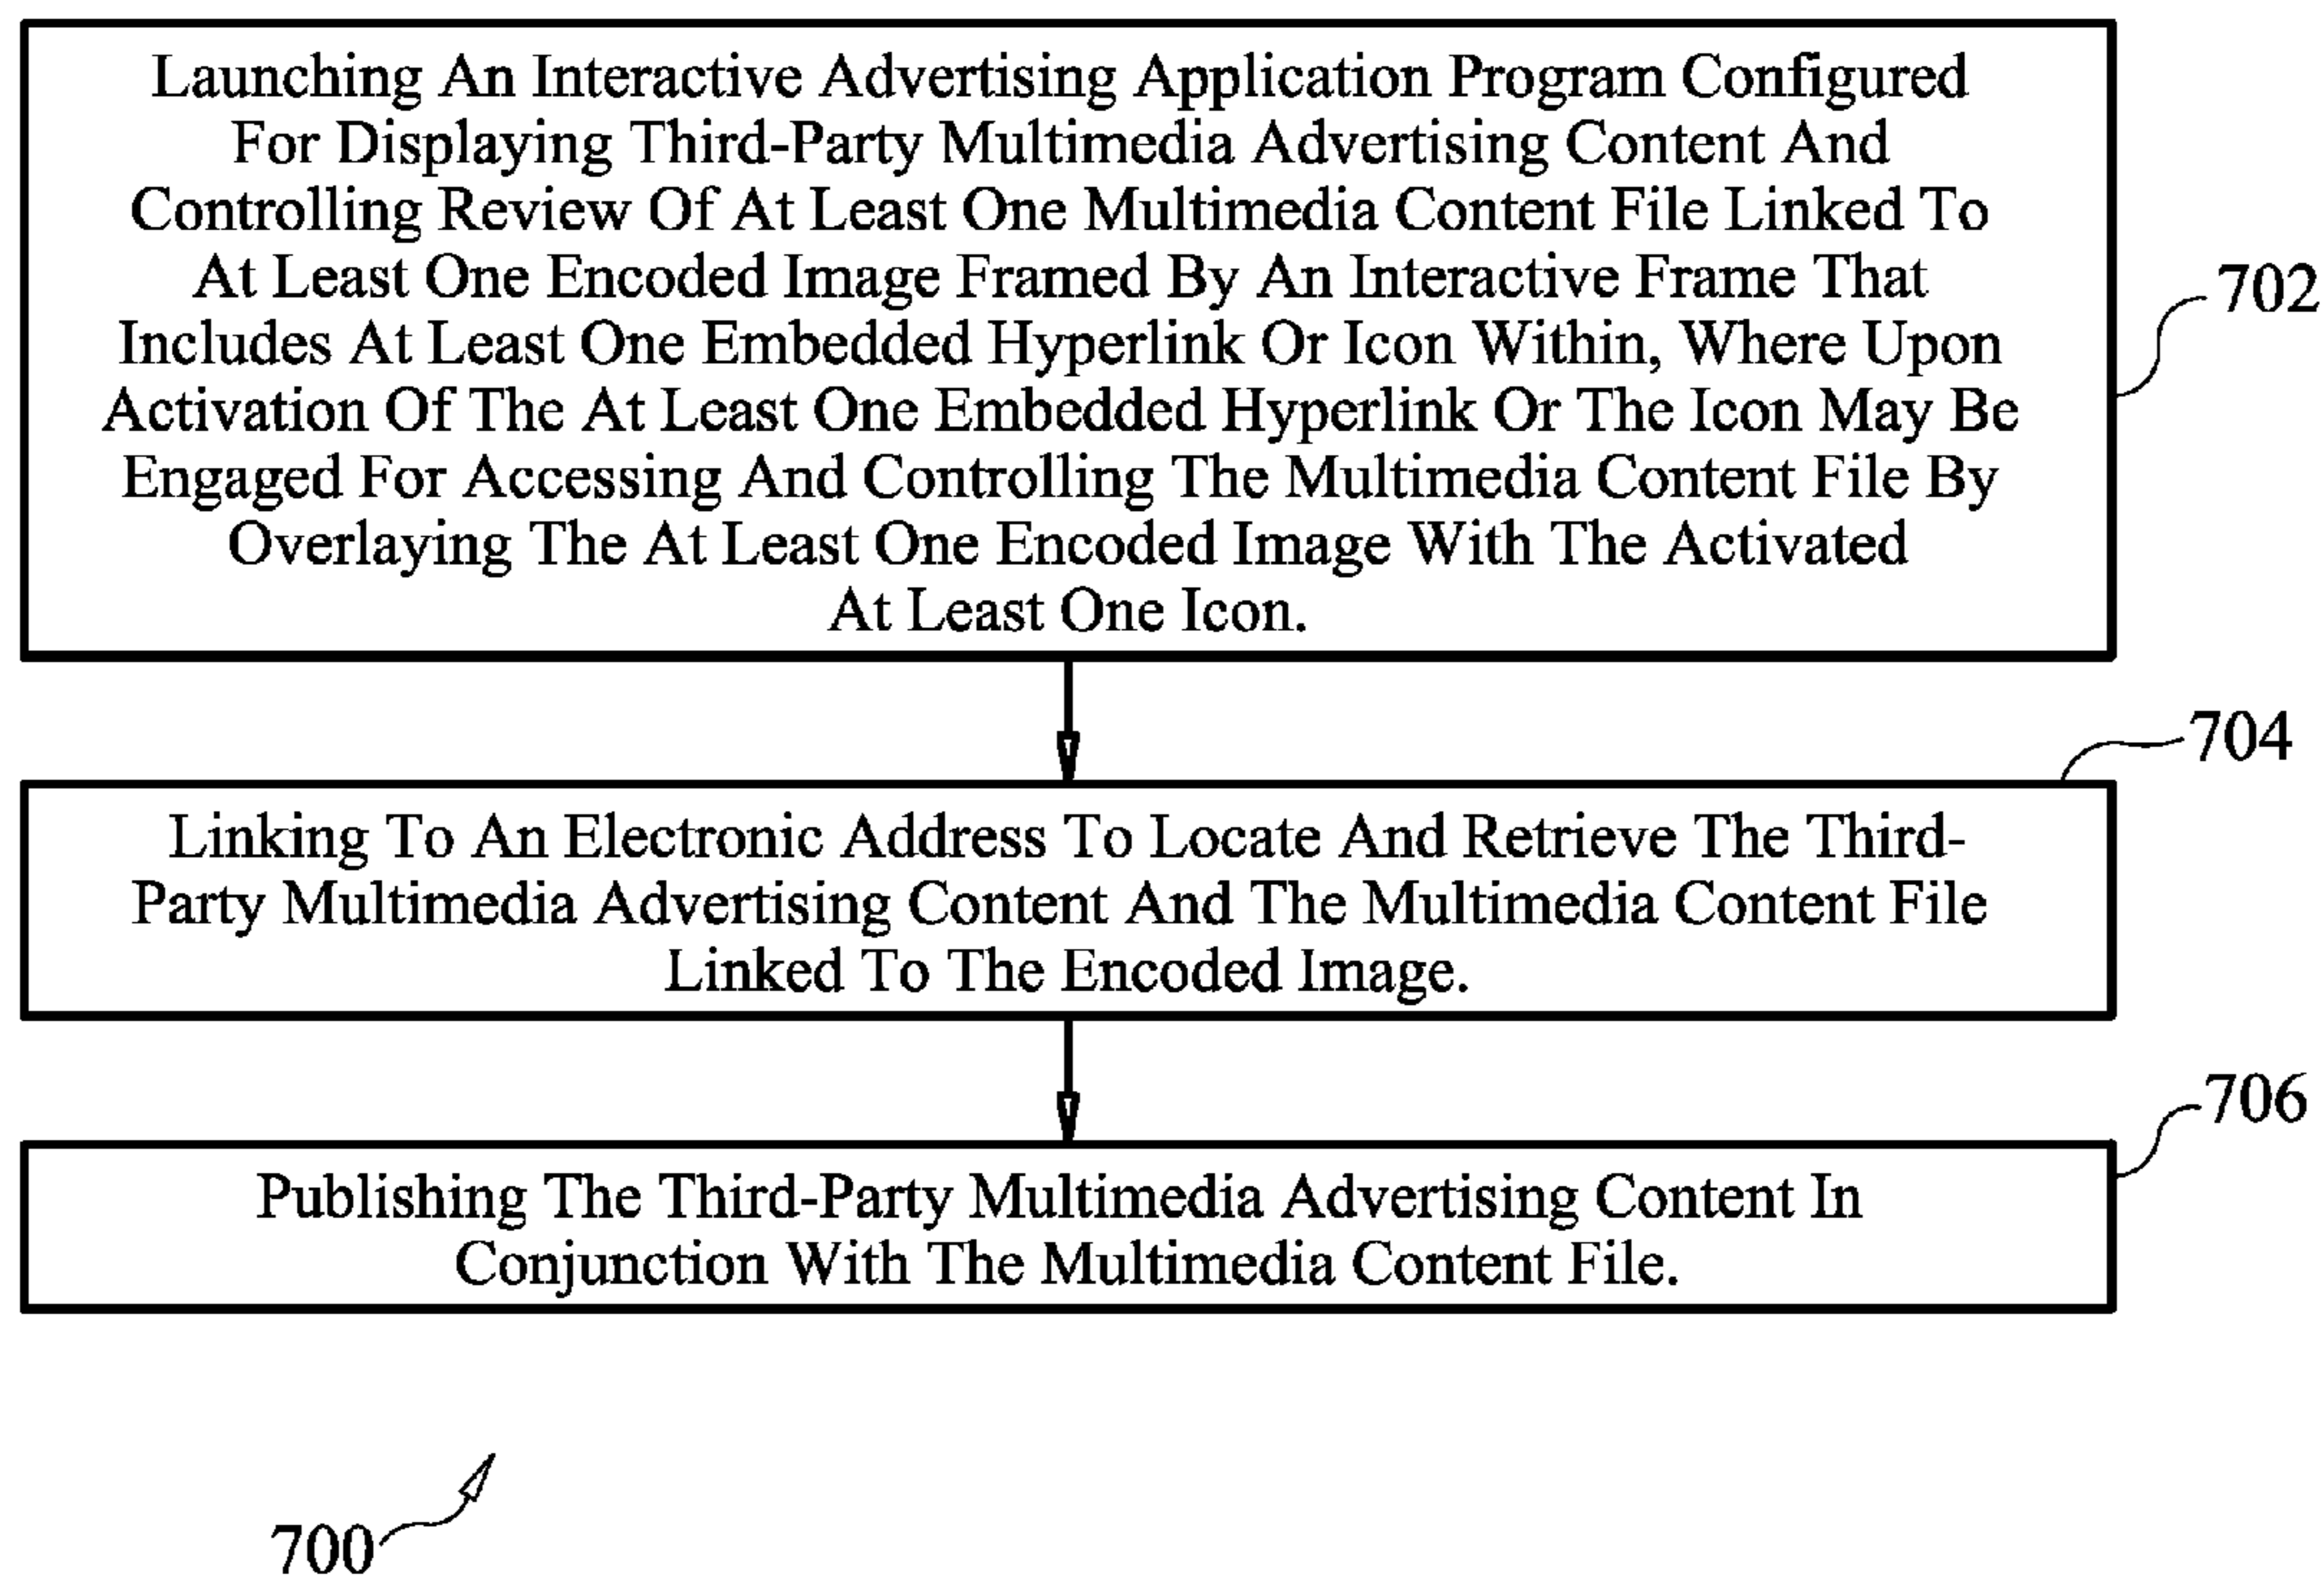 Launching An Interactive Advertising Application Program Configured
For Displaying Third-Party Multimedia Advertising Content And
Controlling Review Of At Least One Multimedia Content File Linked To
At Least One Encoded Image Framed By An Interactive Frame That
Includes At Least One Embedded Hyperlink Or Icon Within, Where Upon
Activation Of The At Least One Embedded Hyperlink Or The Icon May Be
Engaged For Accessing And Controlling The Multimedia Content File By
Overlaying The At Least One Encoded Image With The Activated
At Least One Icon.
702
704
Linking To An Electronic Address To Locate And Retrieve The Third-
Party Multimedia Advertising Content And The Multimedia Content File
Linked To The Encoded Image.
706
Publishing The Third-Party Multimedia Advertising Content In
Conjunction With The Multimedia Content File.
700